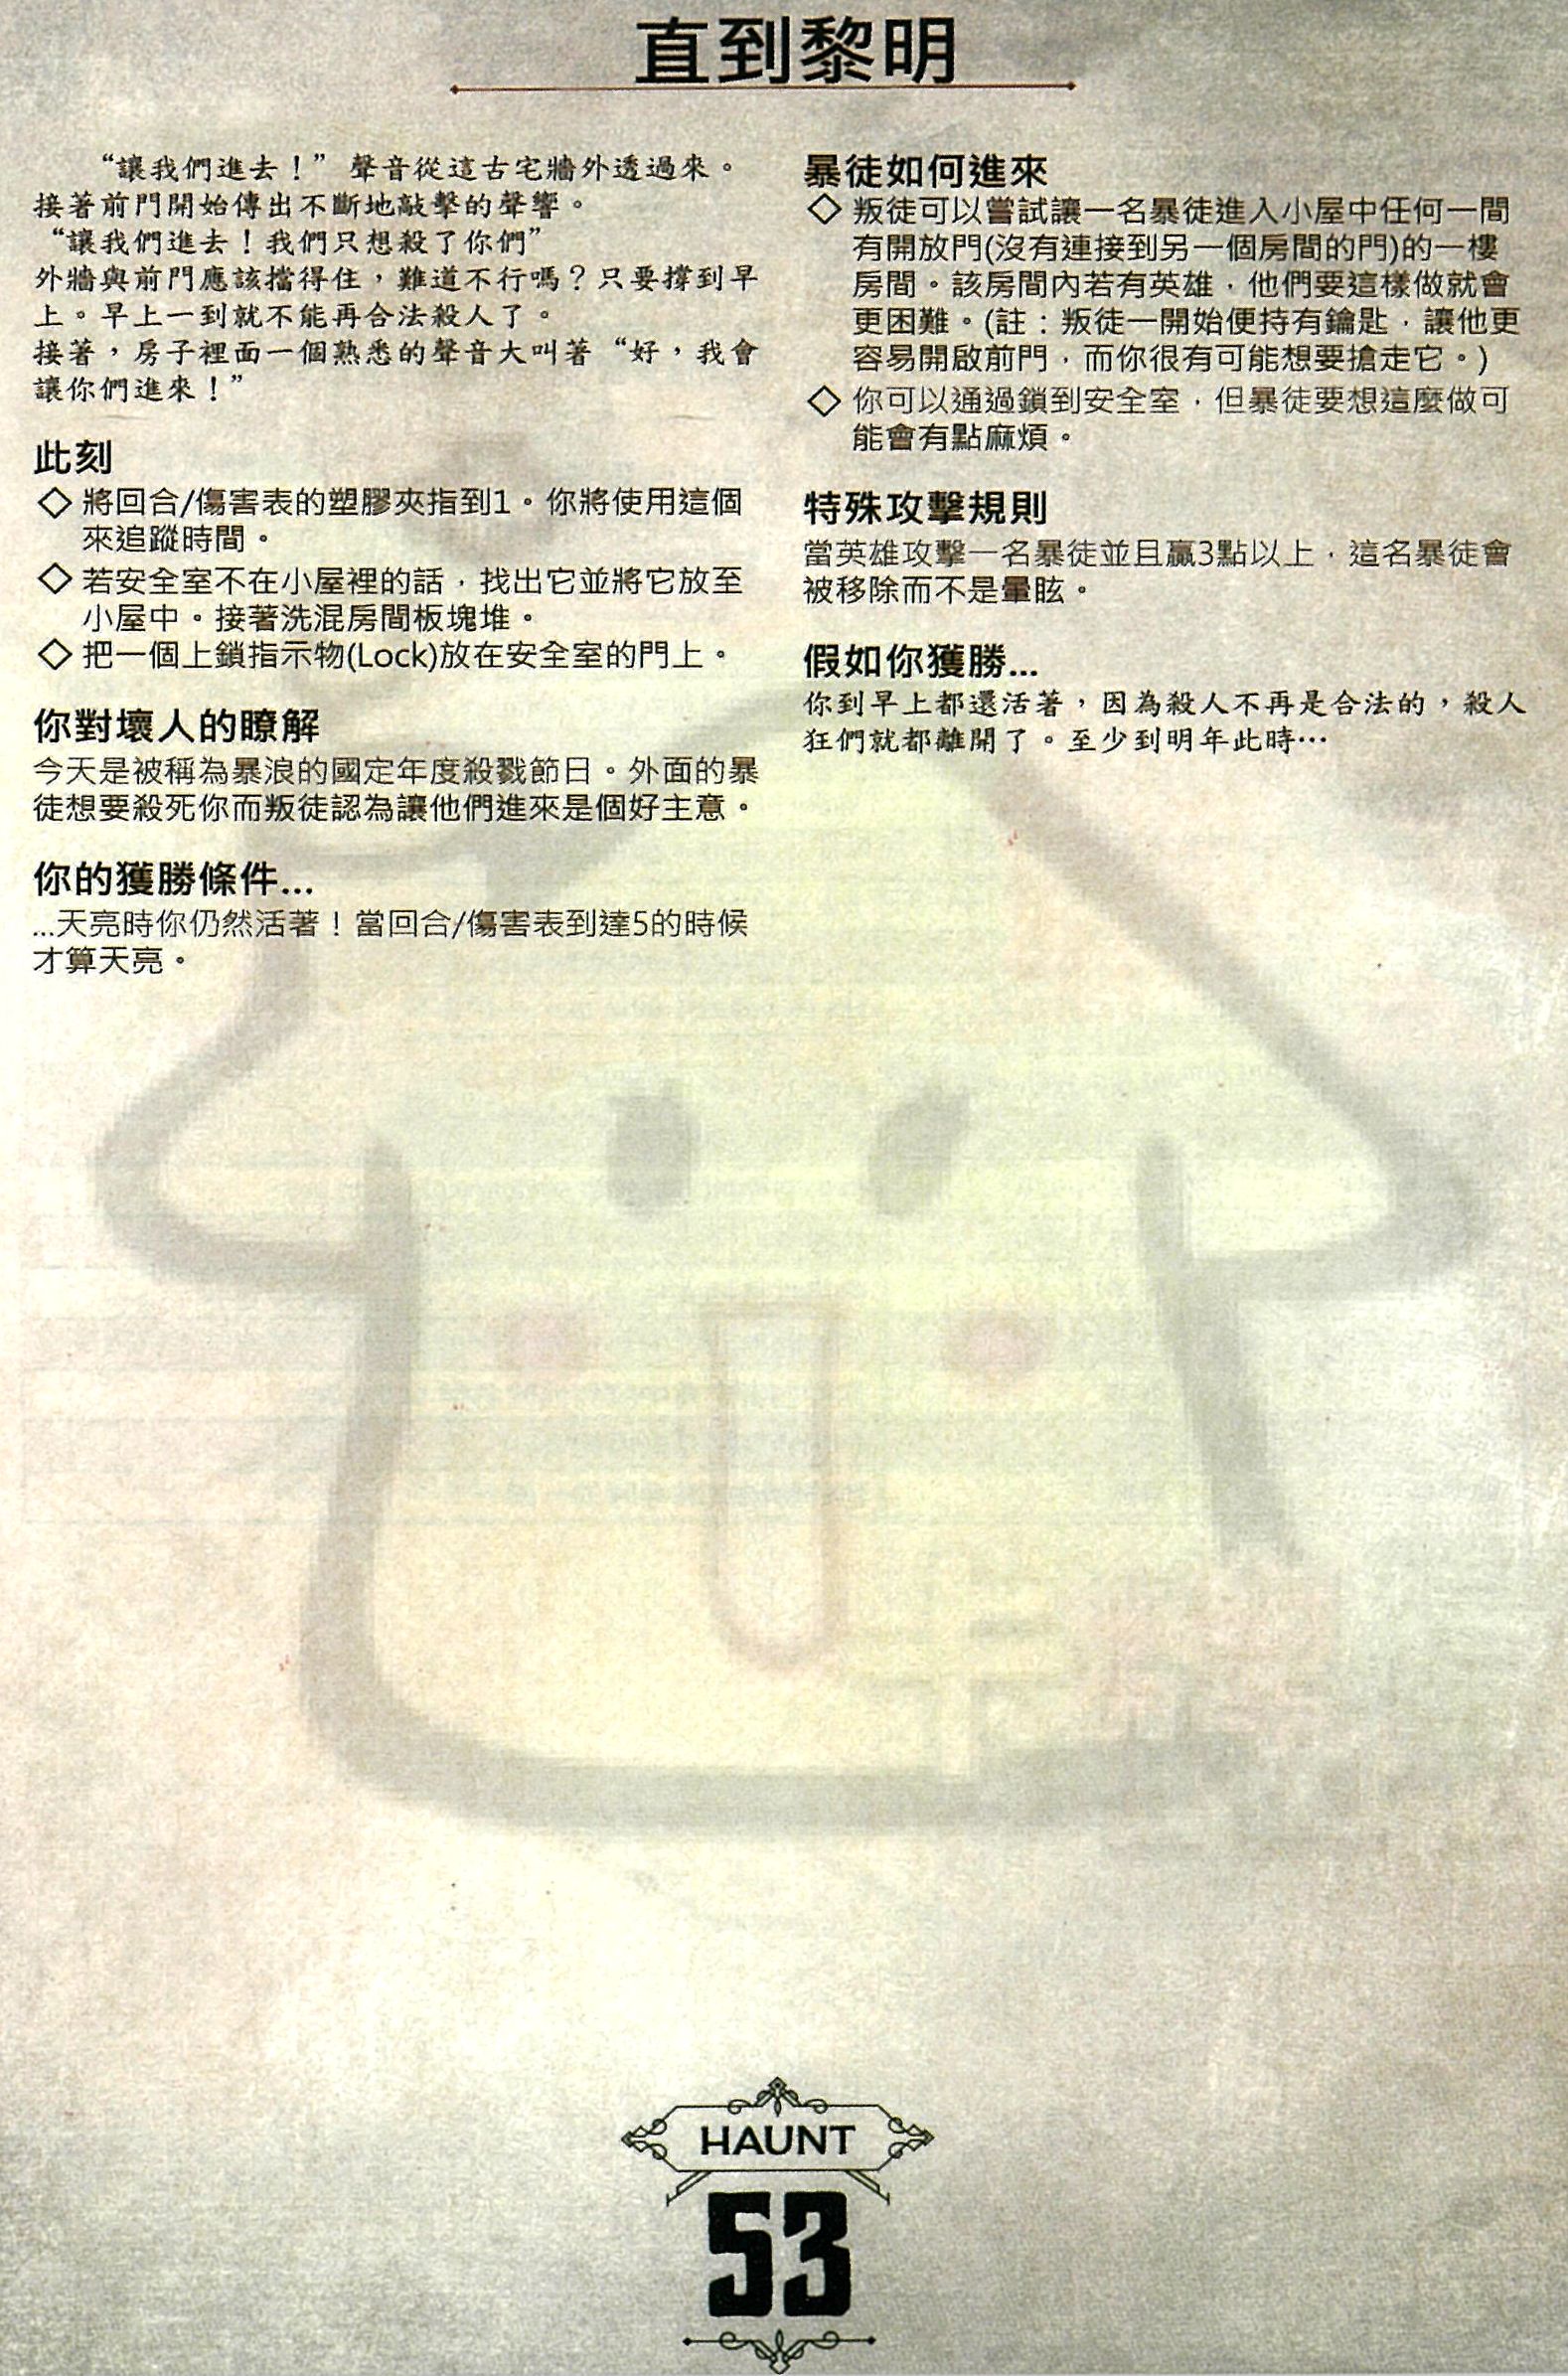 直到黎明
“讓我們進去！” 聲音從這古宅牆外透過來。
接著前門開始傳出不斷地敲擊的聲響。
“讓我們進去！我們只想殺了你們”
外牆與前門應該擋得住，難道不行嗎？只要撐到早
上。早上一到就不能再合法殺人了。
接著，房子裡面一個熟悉的聲音大叫著“好，我會
讓你們進來！”
此刻
◇ 將回合/傷害表的塑膠夾指到1。你將使用這個
來追蹤時間。
◇ 若安全室不在小屋裡的話，找出它並將它放至
小屋中。接著洗混房間板塊堆。
◇ 把一個上鎖指示物(Lock)放在安全室的門上。
你對壞人的瞭解
今天是被稱為暴浪的國定年度殺戮節日。外面的暴
徒想要殺死你而叛徒認為讓他們進來是個好主意。
你的獲勝條件...
...天亮時你仍然活著！當回合/傷害表到達5的時候
才算天亮。
暴徒如何進來
◇ 叛徒可以嘗試讓一名暴徒進入小屋中任何一間
有開放門(沒有連接到另一個房間的門)的一樓
房間。該房間內若有英雄，他們要這樣做就會
更困難。(註：叛徒一開始便持有鑰匙，讓他更
容易開啟前門，而你很有可能想要搶走它。)
◇ 你可以通過鎖到安全室，但暴徒要想這麼做可
能會有點麻煩。
特殊攻擊規則
當英雄攻擊一名暴徒並且贏3點以上，這名暴徒會
被移除而不是暈眩。
假如你獲勝...
你到早上都還活著，因為殺人不再是合法的，殺人
狂們就都離開了。至少到明年此時…
HAUNT
53